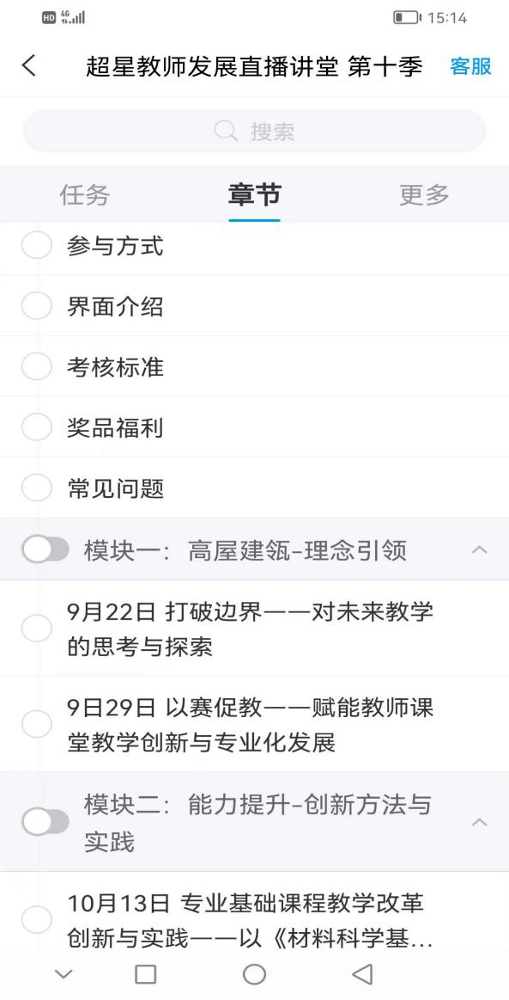 HD 4G 15:14
超星教师发展直播讲堂 第十季 客服
搜索
任务 章节 更多
参与方式
界面介绍
考核标准
奖品福利
常见问题
模块一：高屋建瓴-理念引领
9月22日 打破边界——对未来教学
的思考与探索
9日29日 以赛促教——赋能教师课
堂教学创新与专业化发展
模块二：能力提升-创新方法与
实践
10月13日 专业基础课程教学改革
创新与实践——以《材料科学基...